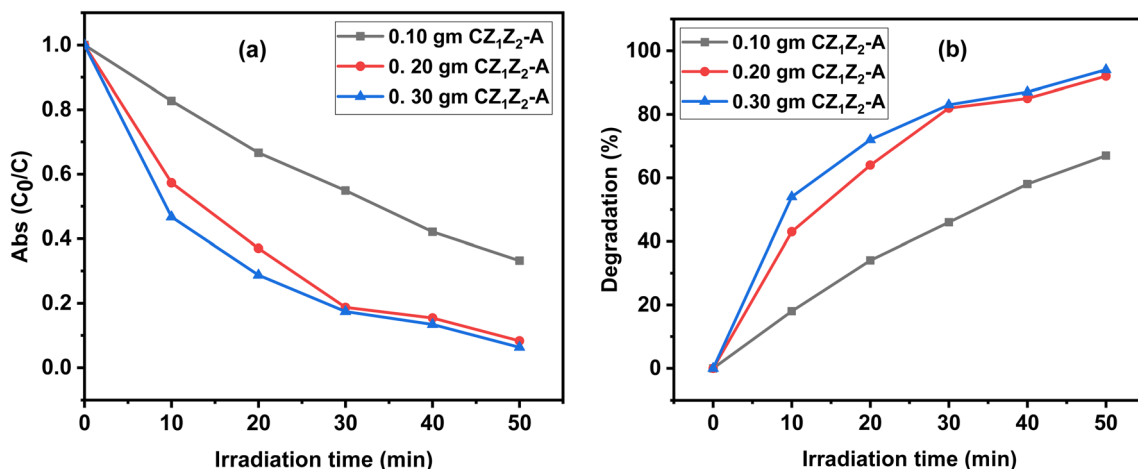 (a)
0.10 gm CZ₁Z₂-A
0. 20 gm CZ₁Z₂-A
0. 30 gm CZ₁Z₂-A
1.0
0.8
0.6
0.4
0.2
0.0
Abs (C₀/C)
0 10 20 30 40 50
Irradiation time (min)
(b)
0.10 gm CZ₁Z₂-A
0.20 gm CZ₁Z₂-A
0.30 gm CZ₁Z₂-A
100
80
60
40
20
0
Degradation (%)
0 10 20 30 40 50
Irradiation time (min)